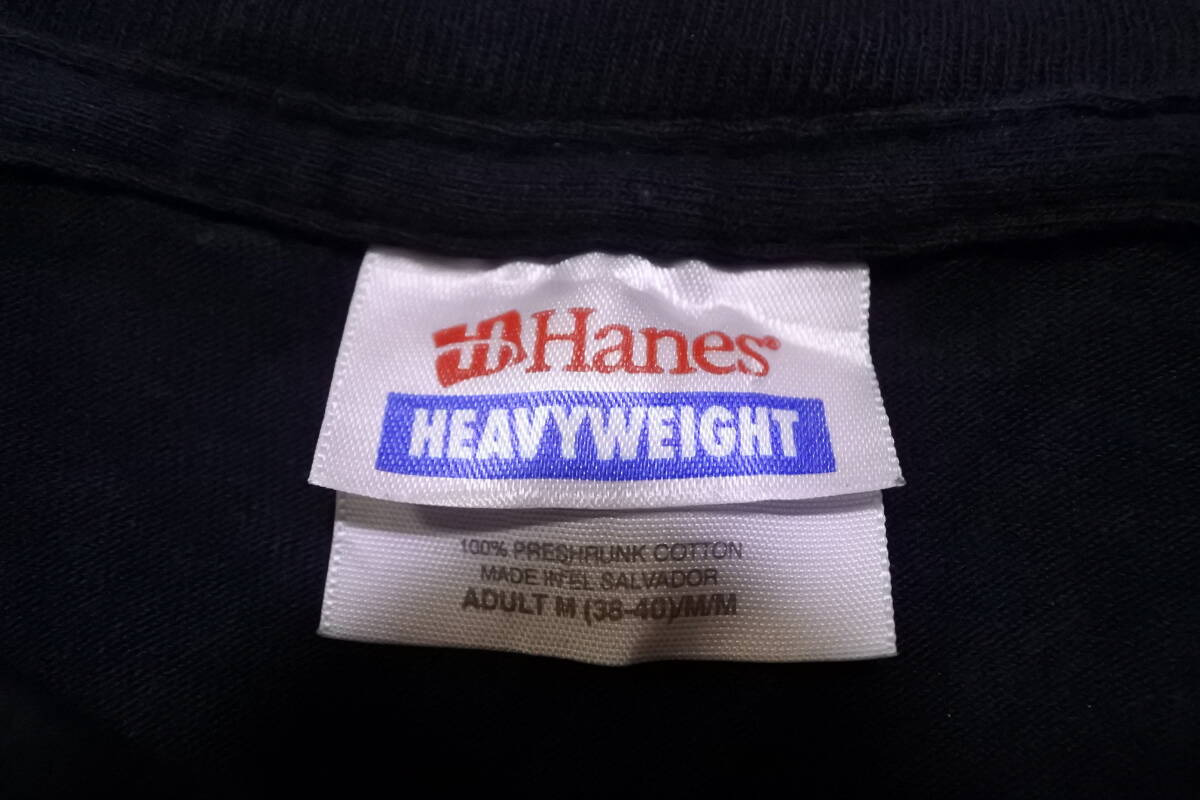 Hanes®
HEAVYWEIGHT
100% PRESHRUNK COTTON
MADE IN EL SALVADOR
ADULT M (38-40)/M/M